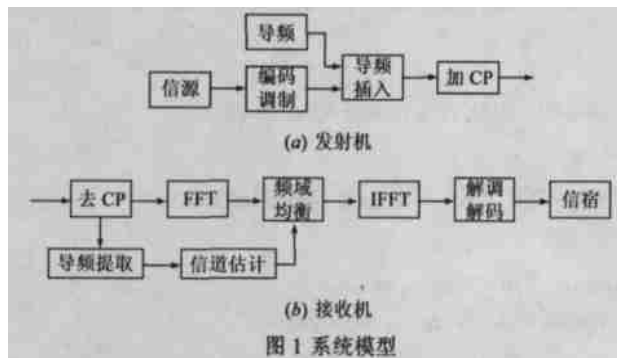 导频
信源
编码
调制
导频
插入
加 CP
(a) 发射机
去 CP
FFT
频域
均衡
IFFT
解调
解码
信宿
导频提取
信道估计
(b) 接收机
图 1 系统模型